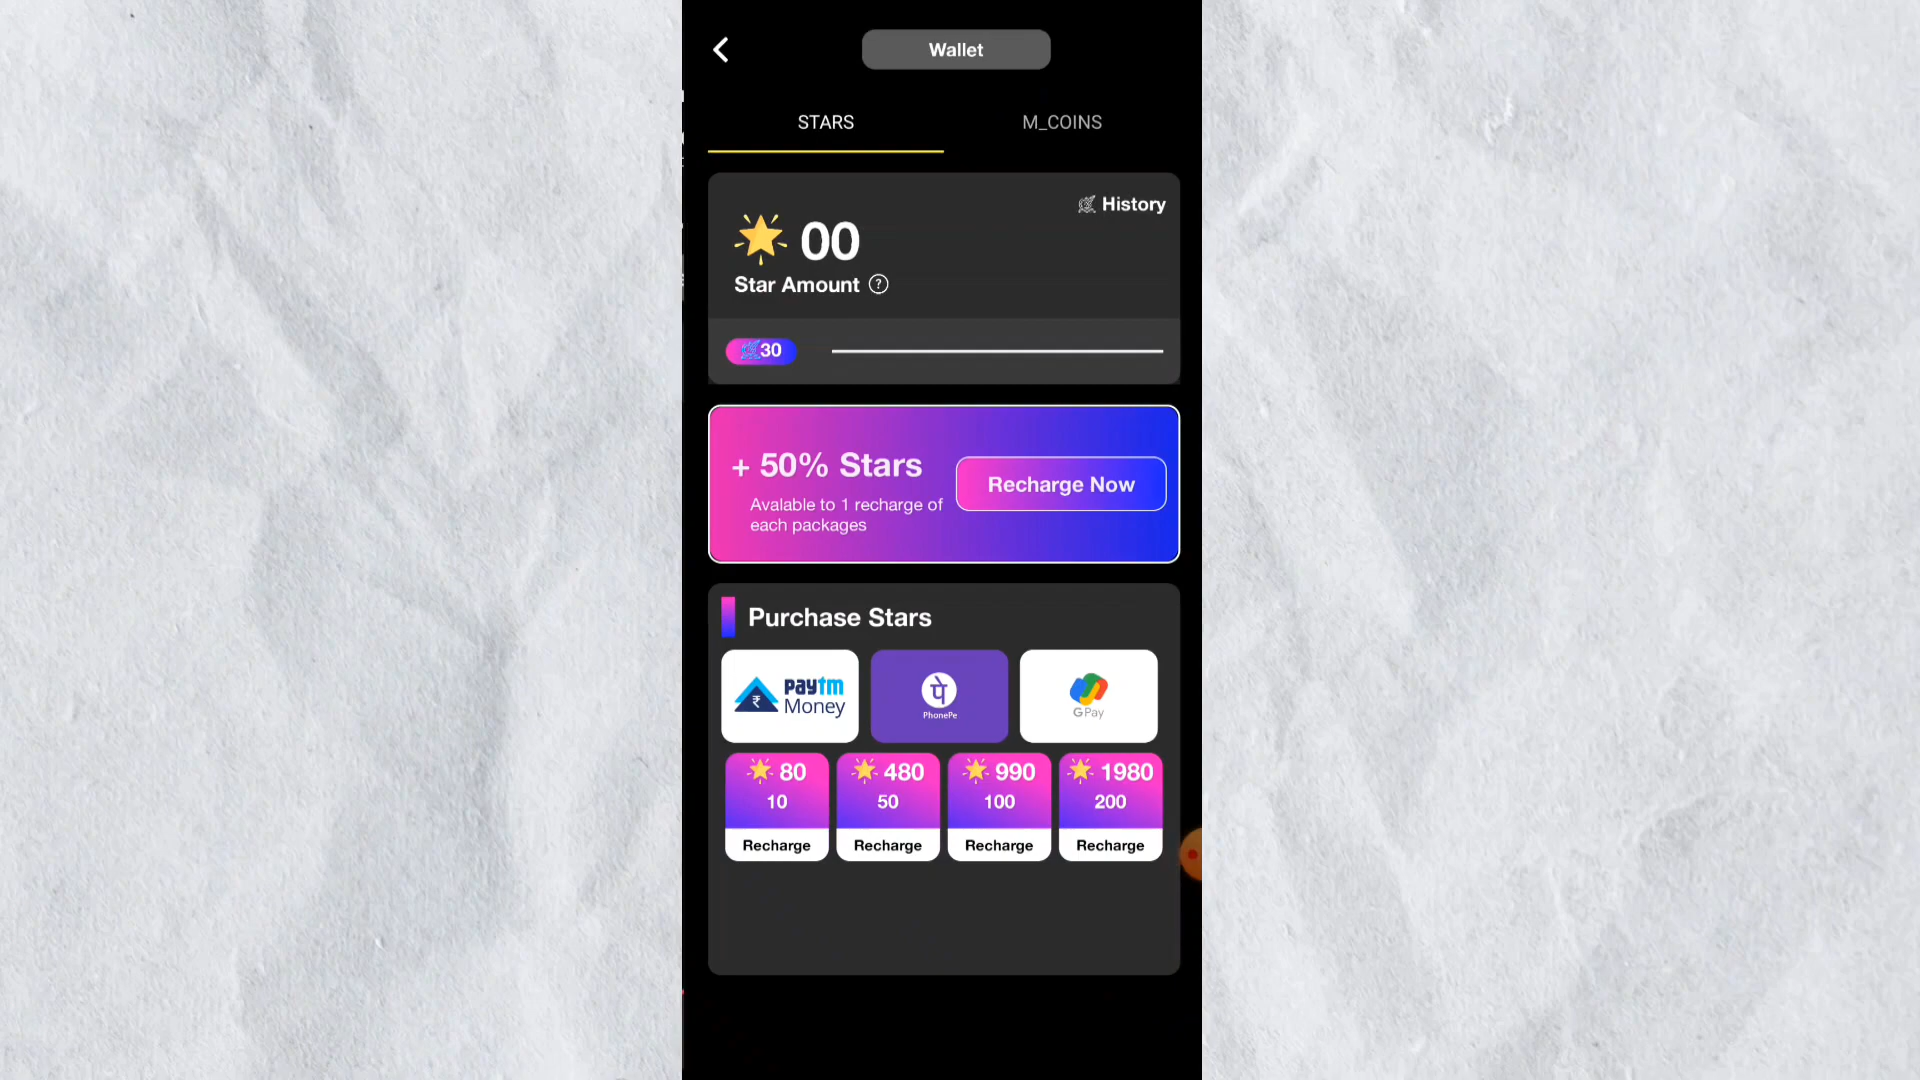 Wallet
STARS
M_COINS
History
00
Star Amount ?
30
+ 50% Stars
Avalable to 1 recharge of
each packages
Recharge Now
Purchase Stars
₹ paytm
Money
पे
PhonePe
G Pay
80
10
Recharge
480
50
Recharge
990
100
Recharge
1980
200
Recharge